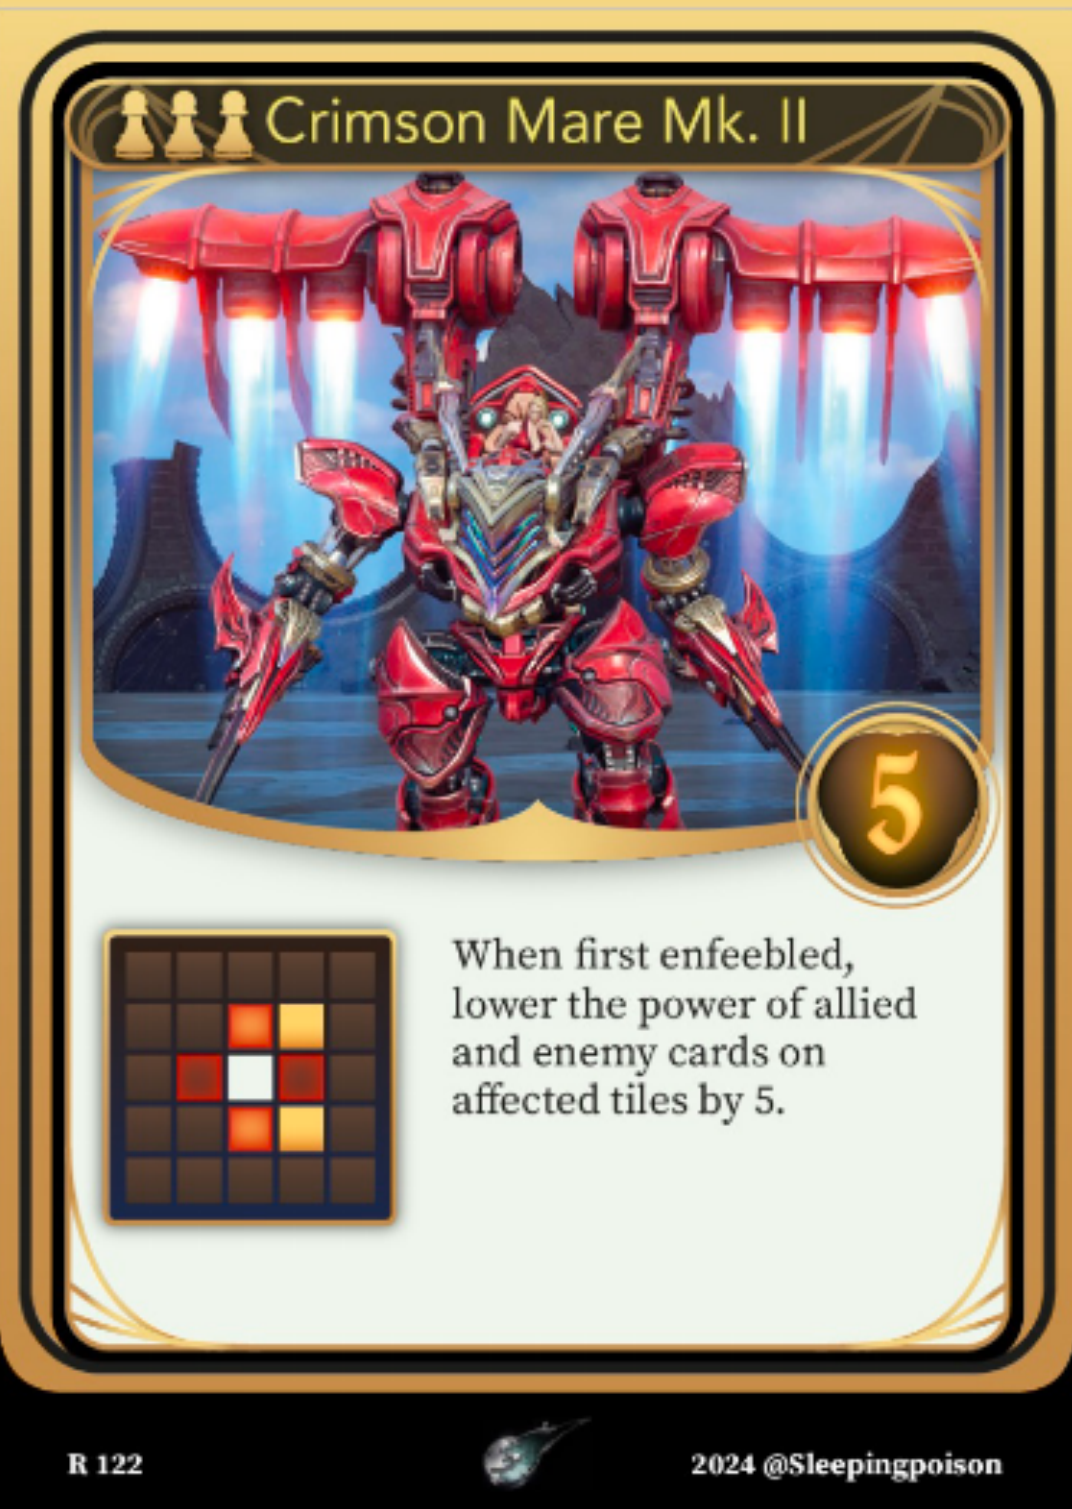 Crimson Mare Mk. II
5
When first enfeebled,
lower the power of allied
and enemy cards on
affected tiles by 5.
R 122
2024 @Sleepingpoison